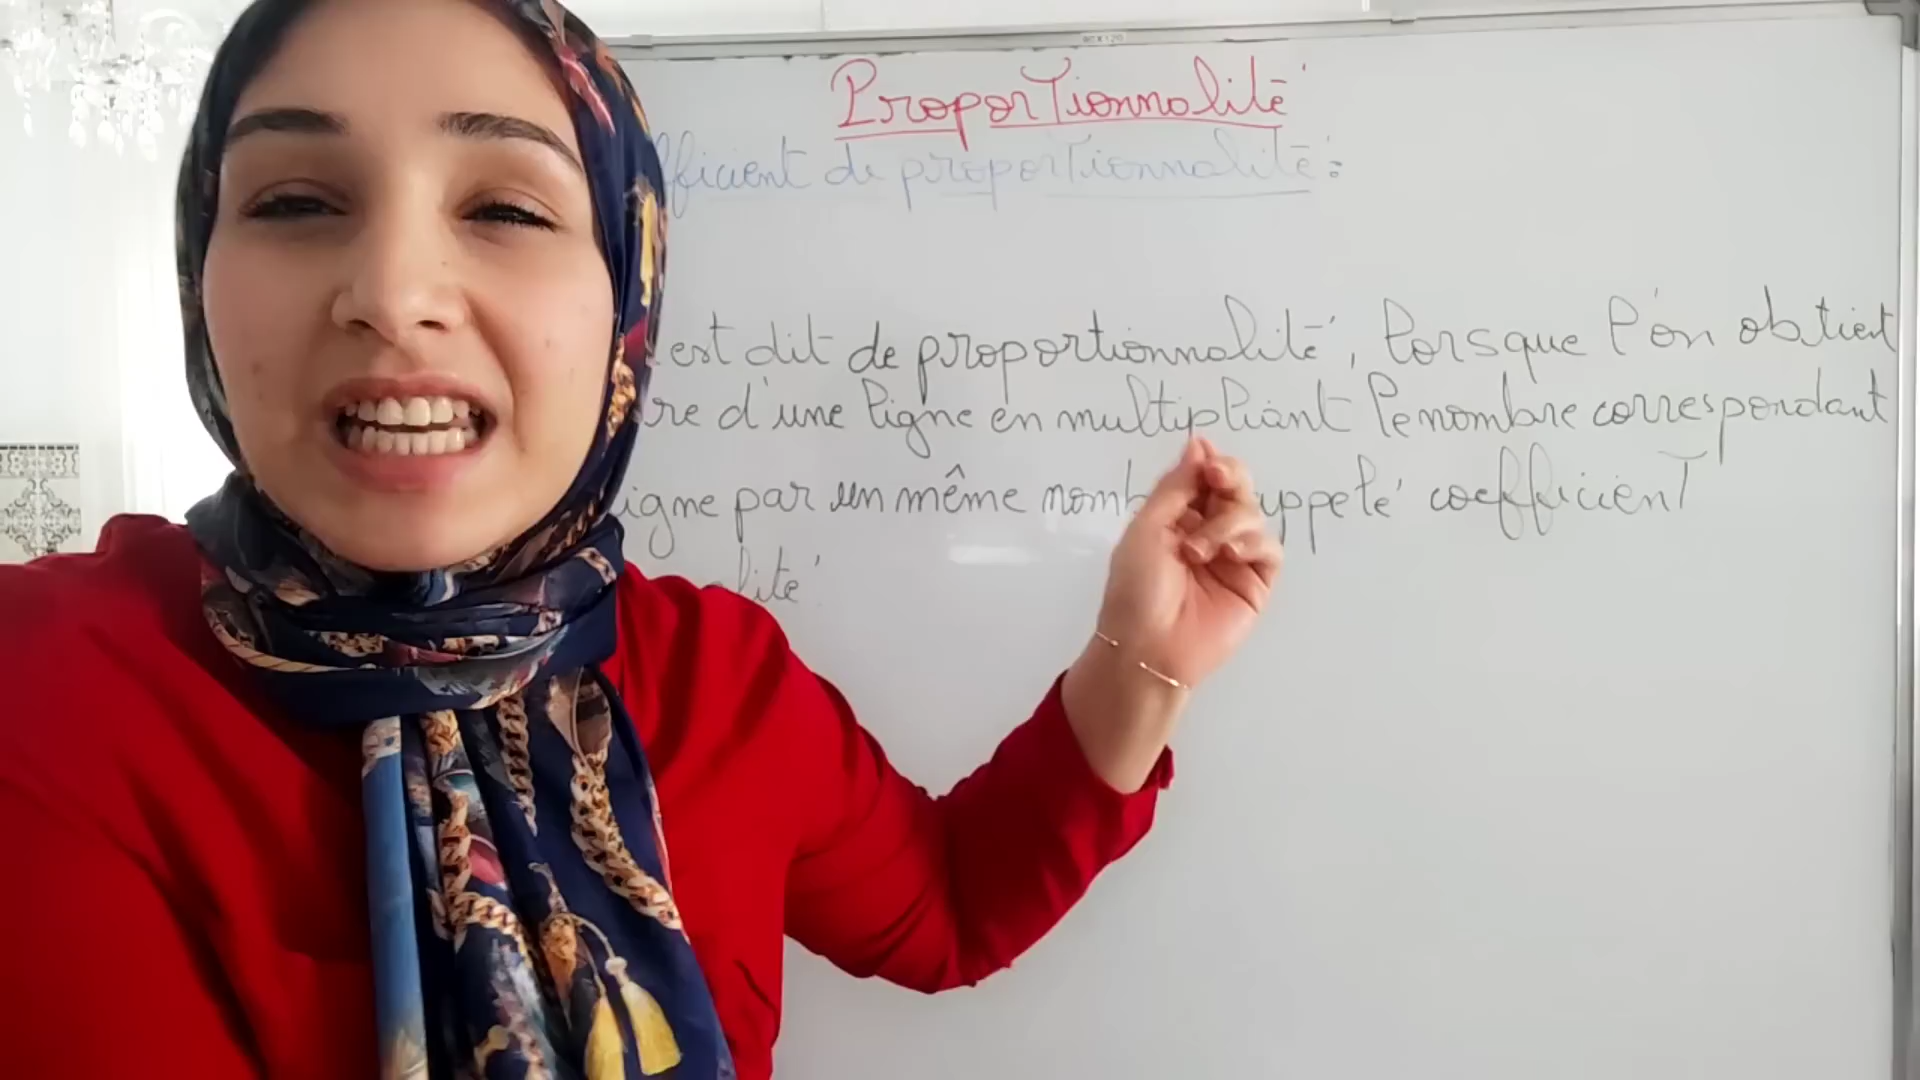 Proportionnalité
fficient de proportionnalité :
est dit de proportionnalité, lorsque l'on obtient
re d'une ligne en multipliant le nombre correspondant
igne par un même nomb appelé coefficient
lité